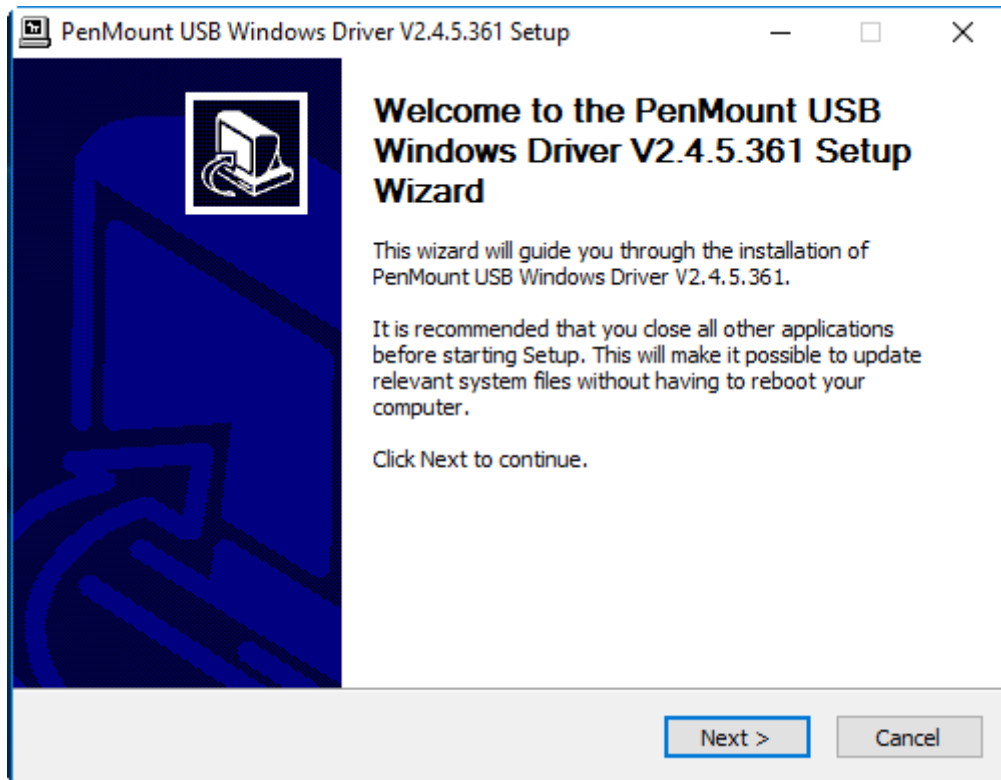 PenMount USB Windows Driver V2.4.5.361 Setup
Welcome to the PenMount USB
Windows Driver V2.4.5.361 Setup
Wizard
This wizard will guide you through the installation of
PenMount USB Windows Driver V2.4.5.361.
It is recommended that you close all other applications
before starting Setup. This will make it possible to update
relevant system files without having to reboot your
computer.
Click Next to continue.
Next >
Cancel